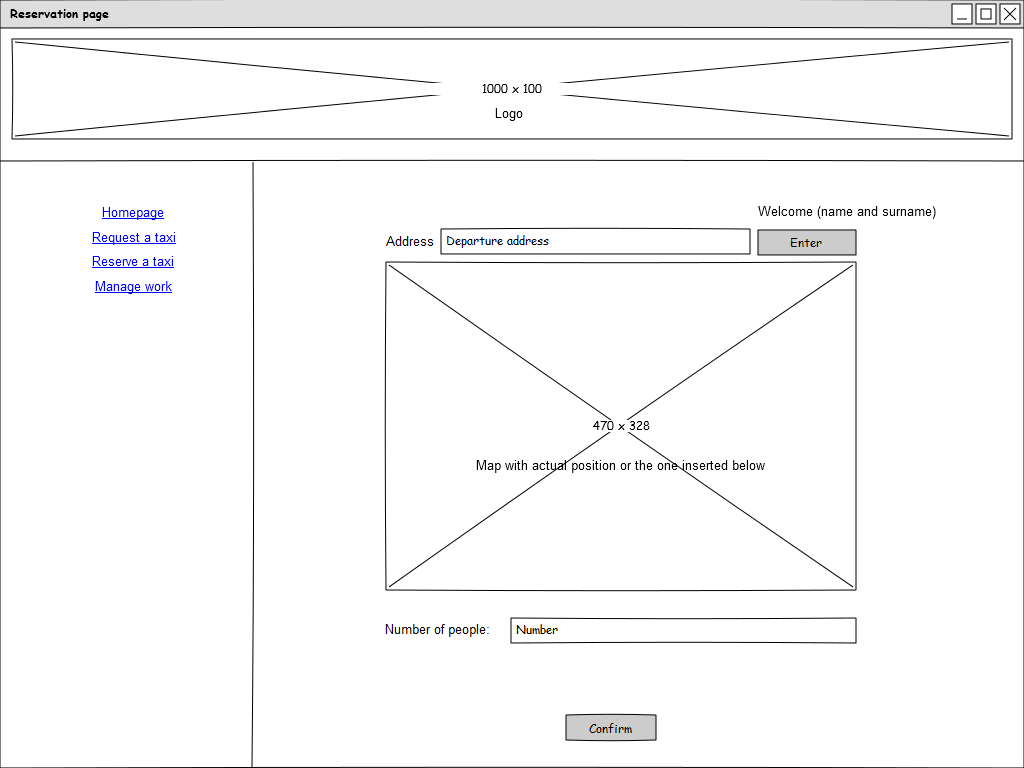 Reservation page
1000 x 100
Logo
Homepage
Request a taxi
Reserve a taxi
Manage work
Welcome (name and surname)
Address
Departure address
Enter
470 x 328
Map with actual position or the one inserted below
Number of people:
Number
Confirm